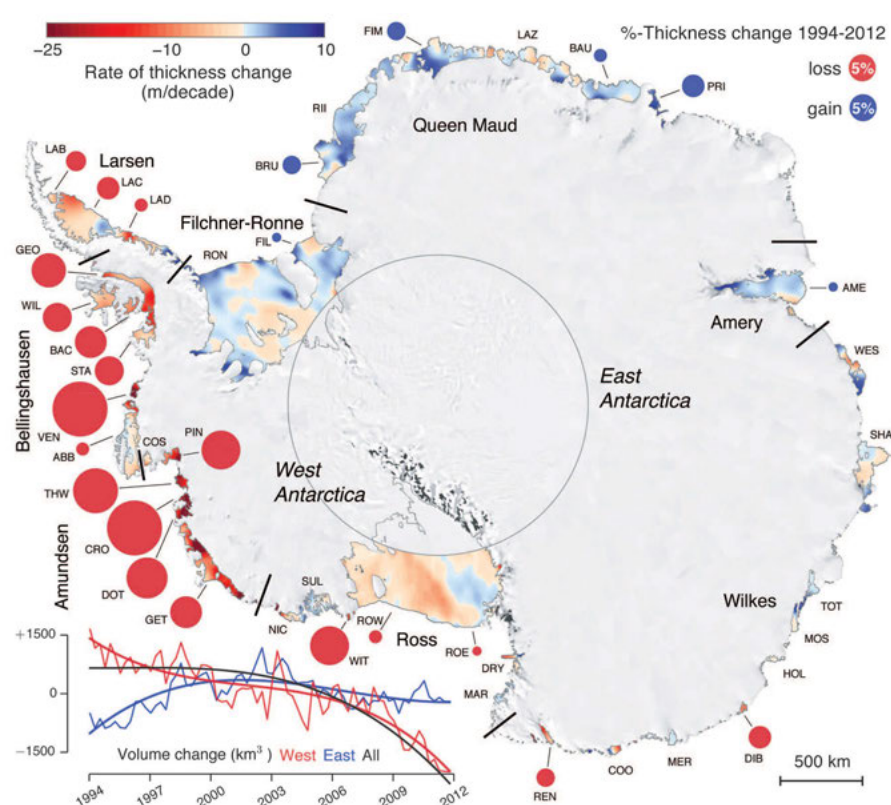 −25 −10 0 10
Rate of thickness change
(m/decade)
%-Thickness change 1994-2012
loss 5%
gain 5%
FIM
LAZ
BAU
PRI
RII
Queen Maud
BRU
LAB
Larsen
LAC
LAD
Filchner-Ronne
FIL
RON
GEO
WIL
BAC
STA
Bellingshausen
VEN
ABB
COS
PIN
THW
CRO
DOT
GET
Amundsen
AME
Amery
WES
East
Antarctica
SHA
West
Antarctica
SUL
NIC
WIT
ROW
Ross
ROE
DRY
MAR
Wilkes
TOT
MOS
HOL
DIB
MER
COO
REN
500 km
+1500
0
−1500
Volume change (km³) West East All
1994 1997 2000 2003 2006 2009 2012